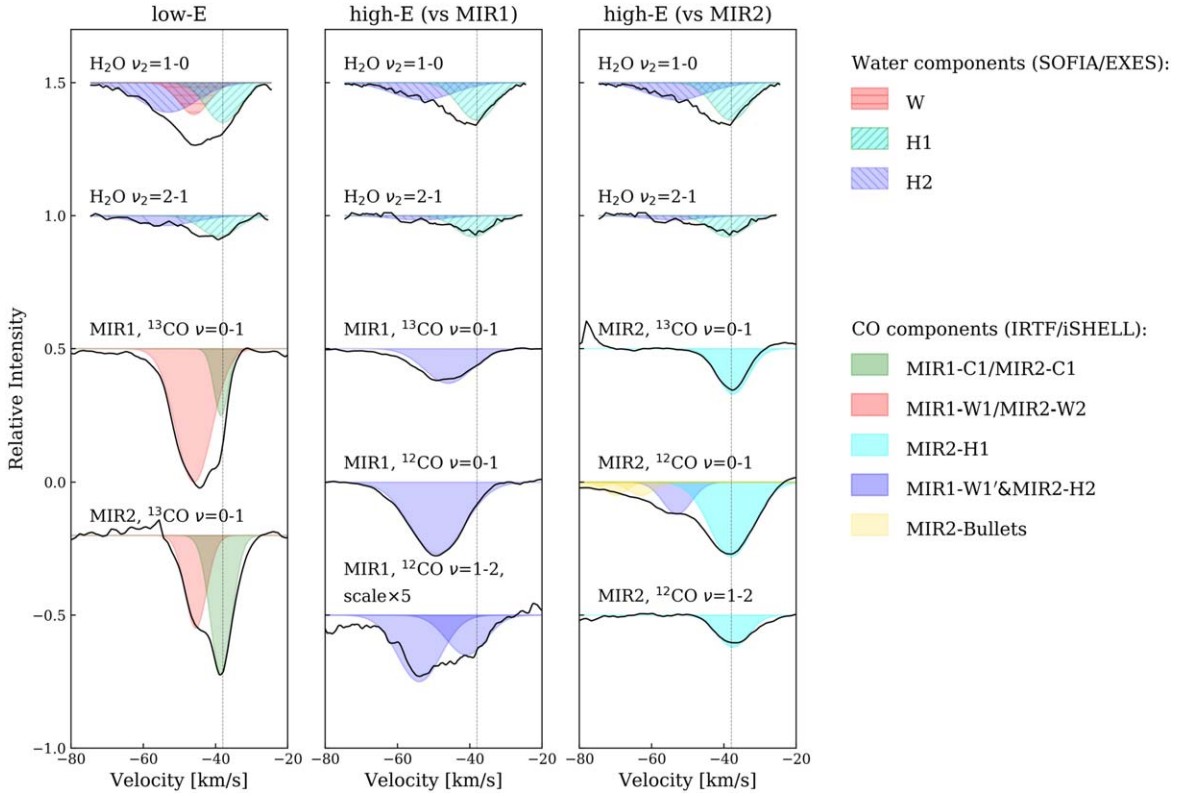 low-E
high-E (vs MIR1)
high-E (vs MIR2)
Relative Intensity
1.5
1.0
0.5
0.0
−0.5
−1.0
H₂O ν₂=1-0
H₂O ν₂=2-1
MIR1, ¹³CO ν=0-1
MIR2, ¹³CO ν=0-1
−80 −60 −40 −20
Velocity [km/s]
H₂O ν₂=1-0
H₂O ν₂=2-1
MIR1, ¹³CO ν=0-1
MIR1, ¹²CO ν=0-1
MIR1, ¹²CO ν=1-2,
scale×5
−80 −60 −40 −20
Velocity [km/s]
H₂O ν₂=1-0
H₂O ν₂=2-1
MIR2, ¹³CO ν=0-1
MIR2, ¹²CO ν=0-1
MIR2, ¹²CO ν=1-2
−80 −60 −40 −20
Velocity [km/s]
Water components (SOFIA/EXES):
W
H1
H2
CO components (IRTF/iSHELL):
MIR1-C1/MIR2-C1
MIR1-W1/MIR2-W2
MIR2-H1
MIR1-W1′&MIR2-H2
MIR2-Bullets